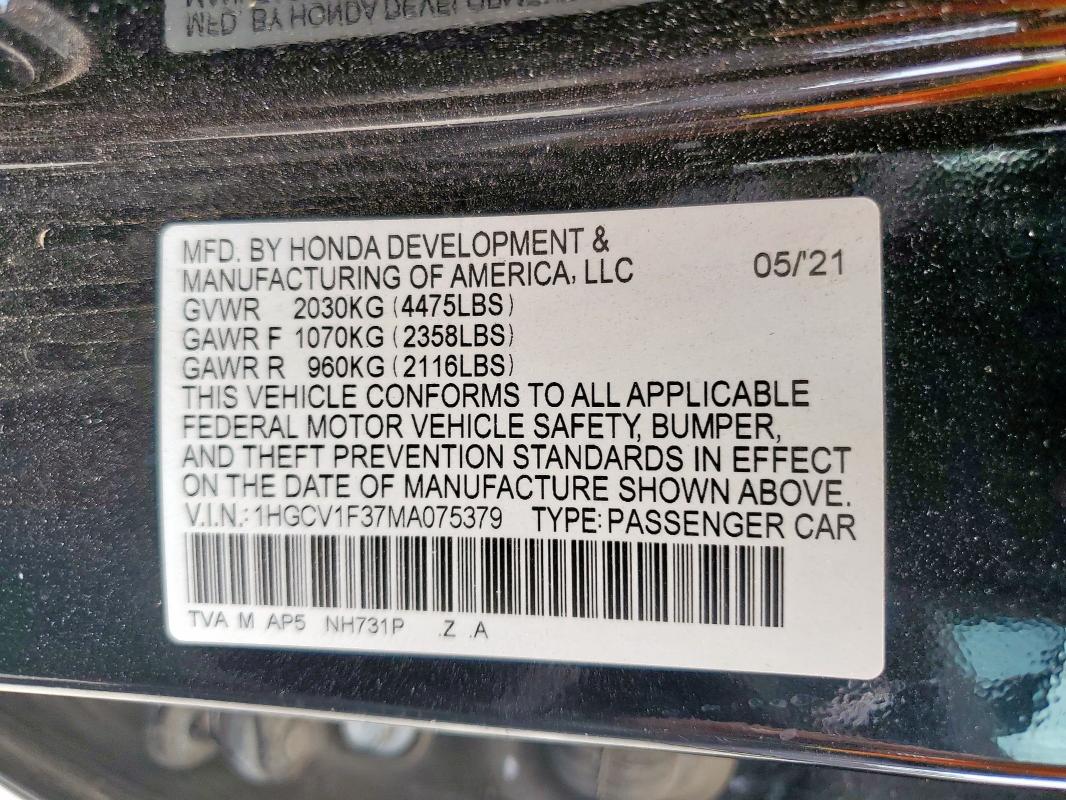 MFD. BY HONDA DEVELOPMENT &
MANUFACTURING OF AMERICA, LLC
05/'21
GVWR 2030KG (4475LBS)
GAWR F 1070KG (2358LBS)
GAWR R 960KG (2116LBS)
THIS VEHICLE CONFORMS TO ALL APPLICABLE
FEDERAL MOTOR VEHICLE SAFETY, BUMPER,
AND THEFT PREVENTION STANDARDS IN EFFECT
ON THE DATE OF MANUFACTURE SHOWN ABOVE.
V.I.N.: 1HGCV1F37MA075379 TYPE: PASSENGER CAR
TVA M AP5 NH731P .Z .A